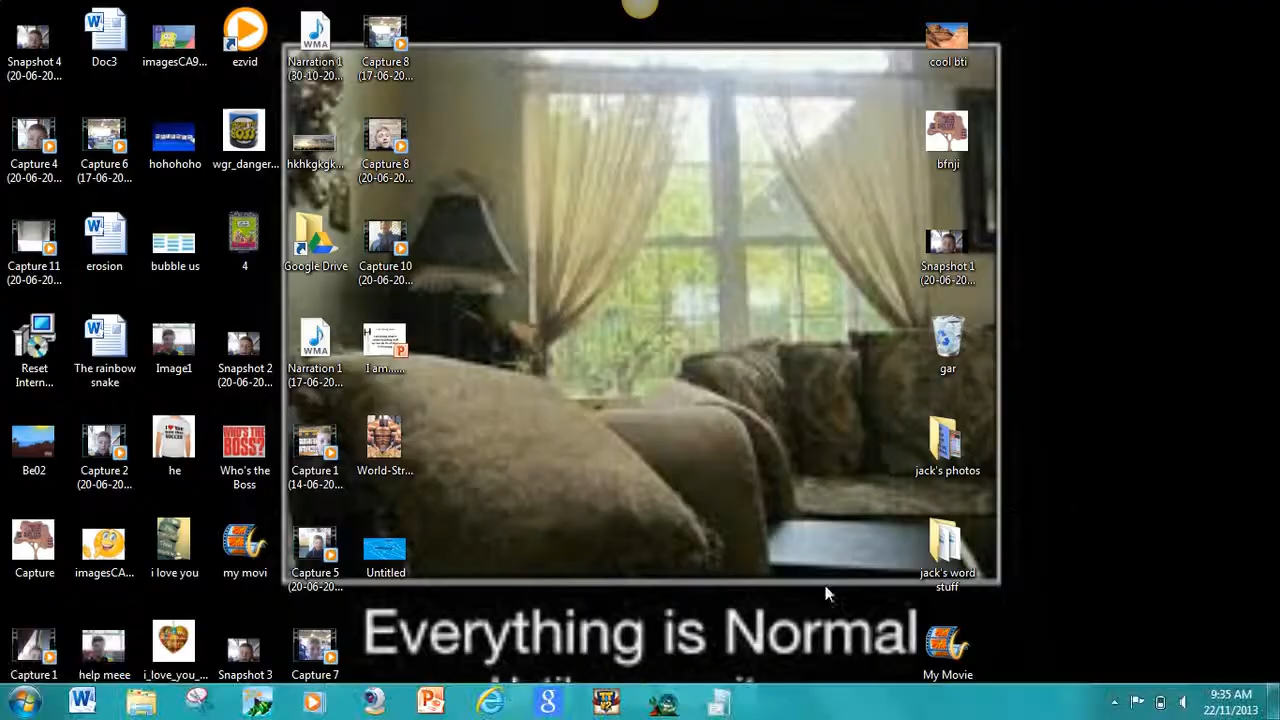 Snapshot 4
(20-06-20...
Doc3
imagesCA9...
ezvid
Narration 1
(30-10-20...
Capture 8
(17-06-20...
cool bti
Capture 4
(20-06-20...
Capture 6
(17-06-20...
hohohoho
wgr_danger...
hkhkgkgk...
Capture 8
(20-06-20...
bfnji
Capture 11
(20-06-20...
erosion
bubble us
4
Google Drive
Capture 10
(20-06-20...
Snapshot 1
(20-06-20...
Reset
Intern...
The rainbow
snake
Image1
Snapshot 2
(20-06-20...
Narration 1
(17-06-20...
I am......
gar
Be02
Capture 2
(20-06-20...
he
Who's the
Boss
Capture 1
(14-06-20...
World-Str...
jack's photos
Capture
imagesCA...
i love you
my movi
Capture 5
(20-06-20...
Untitled
jack's word
stuff
Everything is Normal
Capture 1
help meee
i_love_you_...
Snapshot 3
Capture 7
My Movie
WMA
WMA
WHO'S THE
BOSS?
9:35 AM
22/11/2013